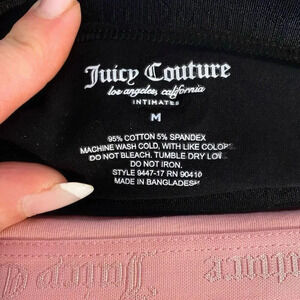 Juicy Couture
los angeles, california
INTIMATES
M
95% COTTON 5% SPANDEX
MACHINE WASH COLD, WITH LIKE COLORS
DO NOT BLEACH. TUMBLE DRY LOW
DO NOT IRON.
STYLE 9447-17 RN 90410
MADE IN BANGLADESH
Juicy